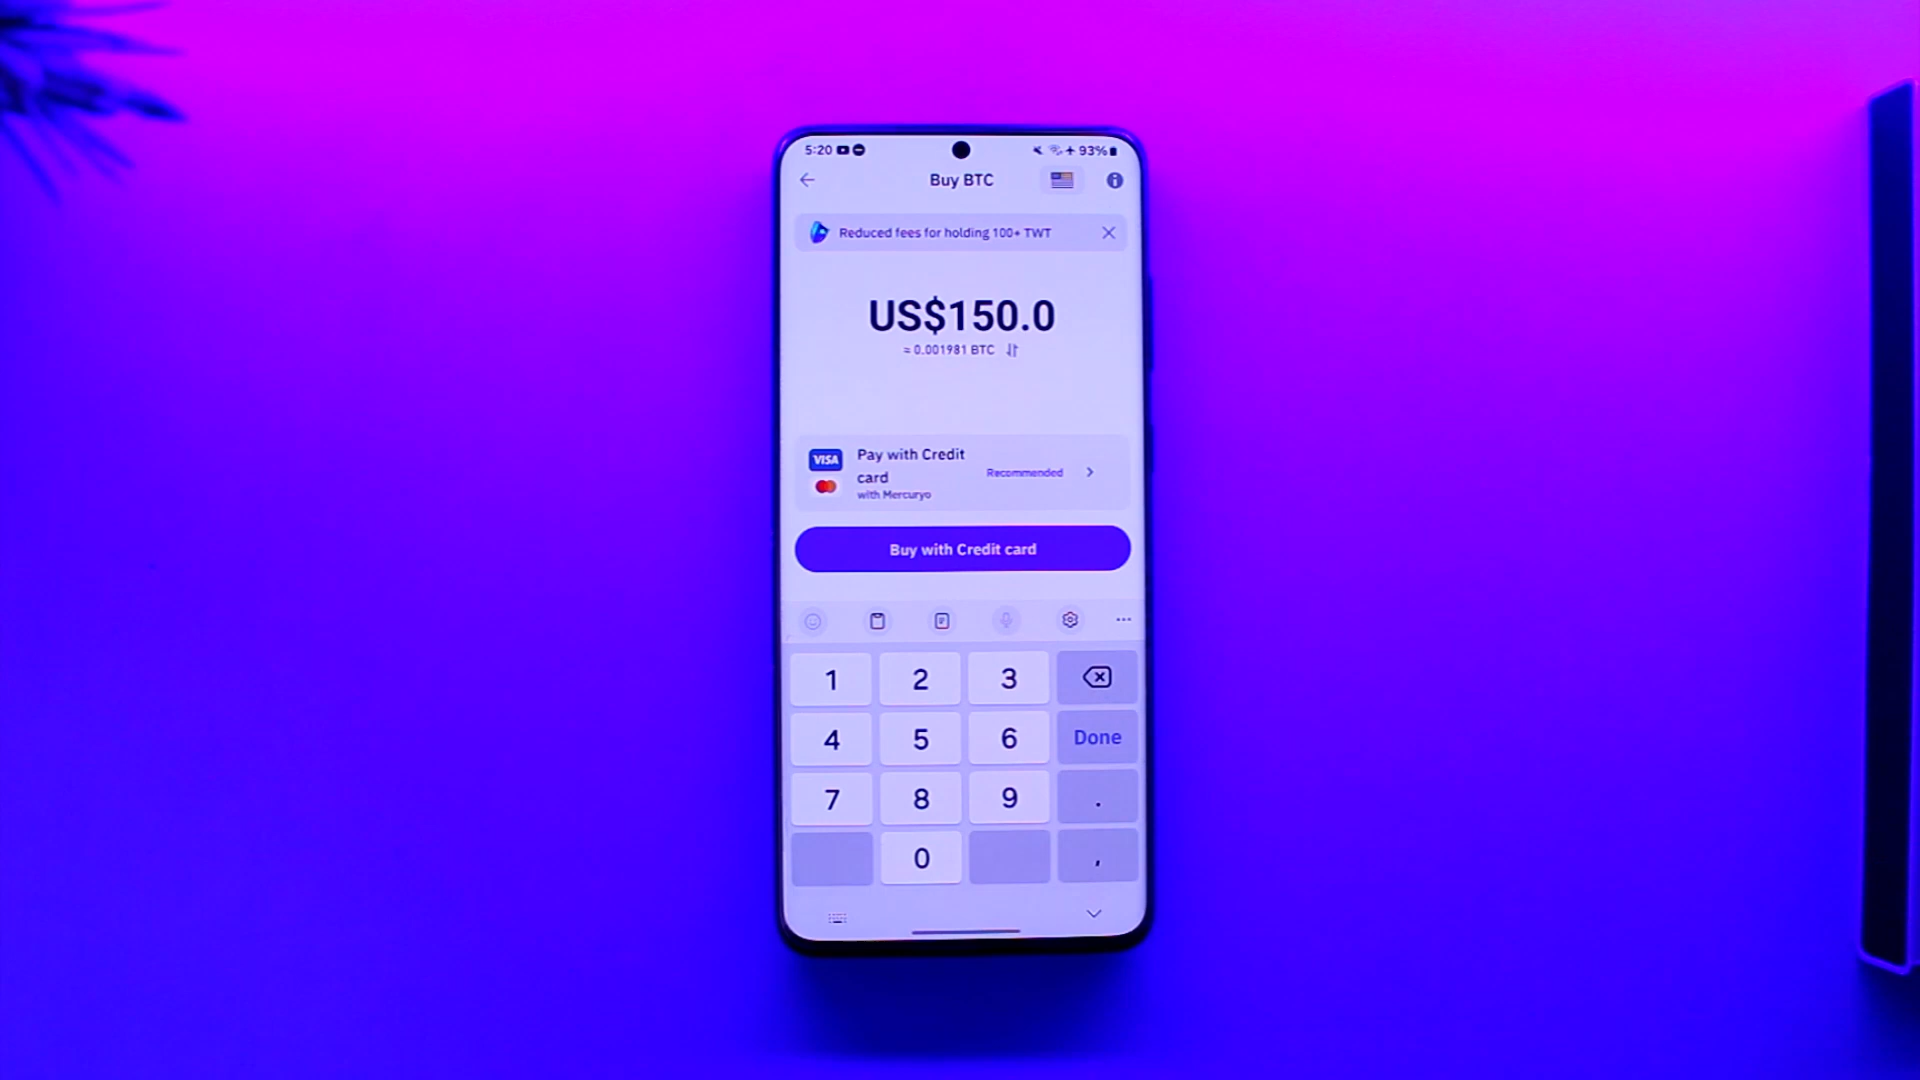 5:20 93%
Buy BTC
Reduced fees for holding 100+ TWT
US$150.0
≈ 0.001981 BTC
VISA
Pay with Credit
card
with Mercuryo
Recommended
Buy with Credit card
1 2 3
4 5 6 Done
7 8 9 .
0 ,